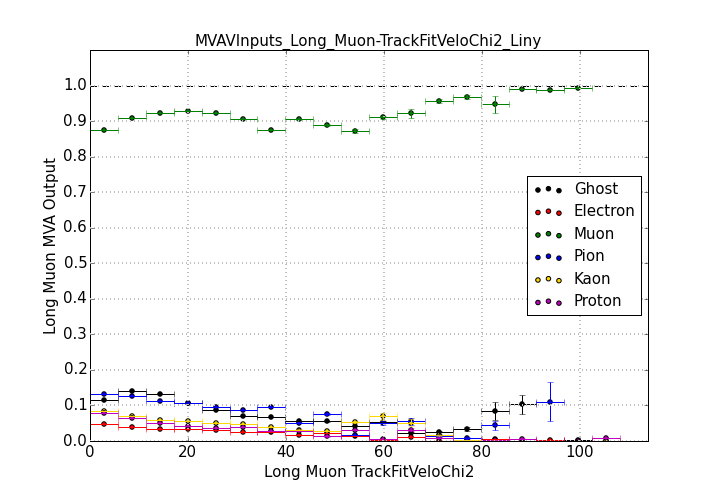 MVAVInputs_Long_Muon-TrackFitVeloChi2_Liny
1.0
0.9
0.8
0.7
0.6
0.5
0.4
0.3
0.2
0.1
0.0
Long Muon MVA Output
Ghost
Electron
Muon
Pion
Kaon
Proton
0 20 40 60 80 100
Long Muon TrackFitVeloChi2